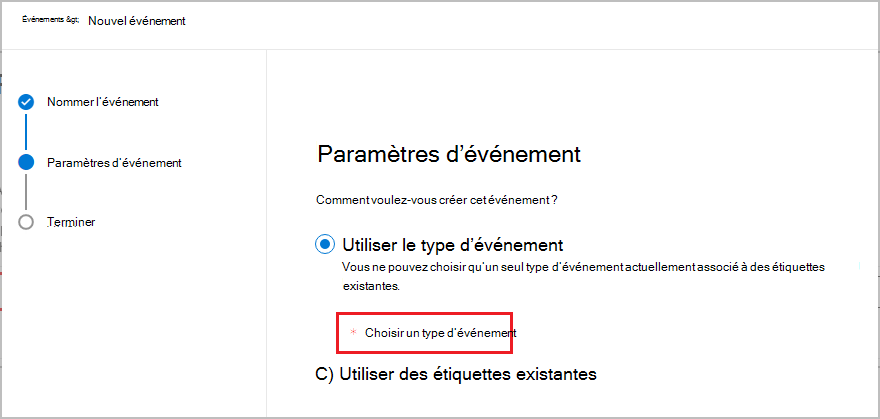 Événements &gt; Nouvel événement
Nommer l'événement
Paramètres d'événement
Terminer
Paramètres d'événement
Comment voulez-vous créer cet événement ?
Utiliser le type d'événement
Vous ne pouvez choisir qu'un seul type d'événement actuellement associé à des étiquettes
existantes.
* Choisir un type d'événement
C) Utiliser des étiquettes existantes